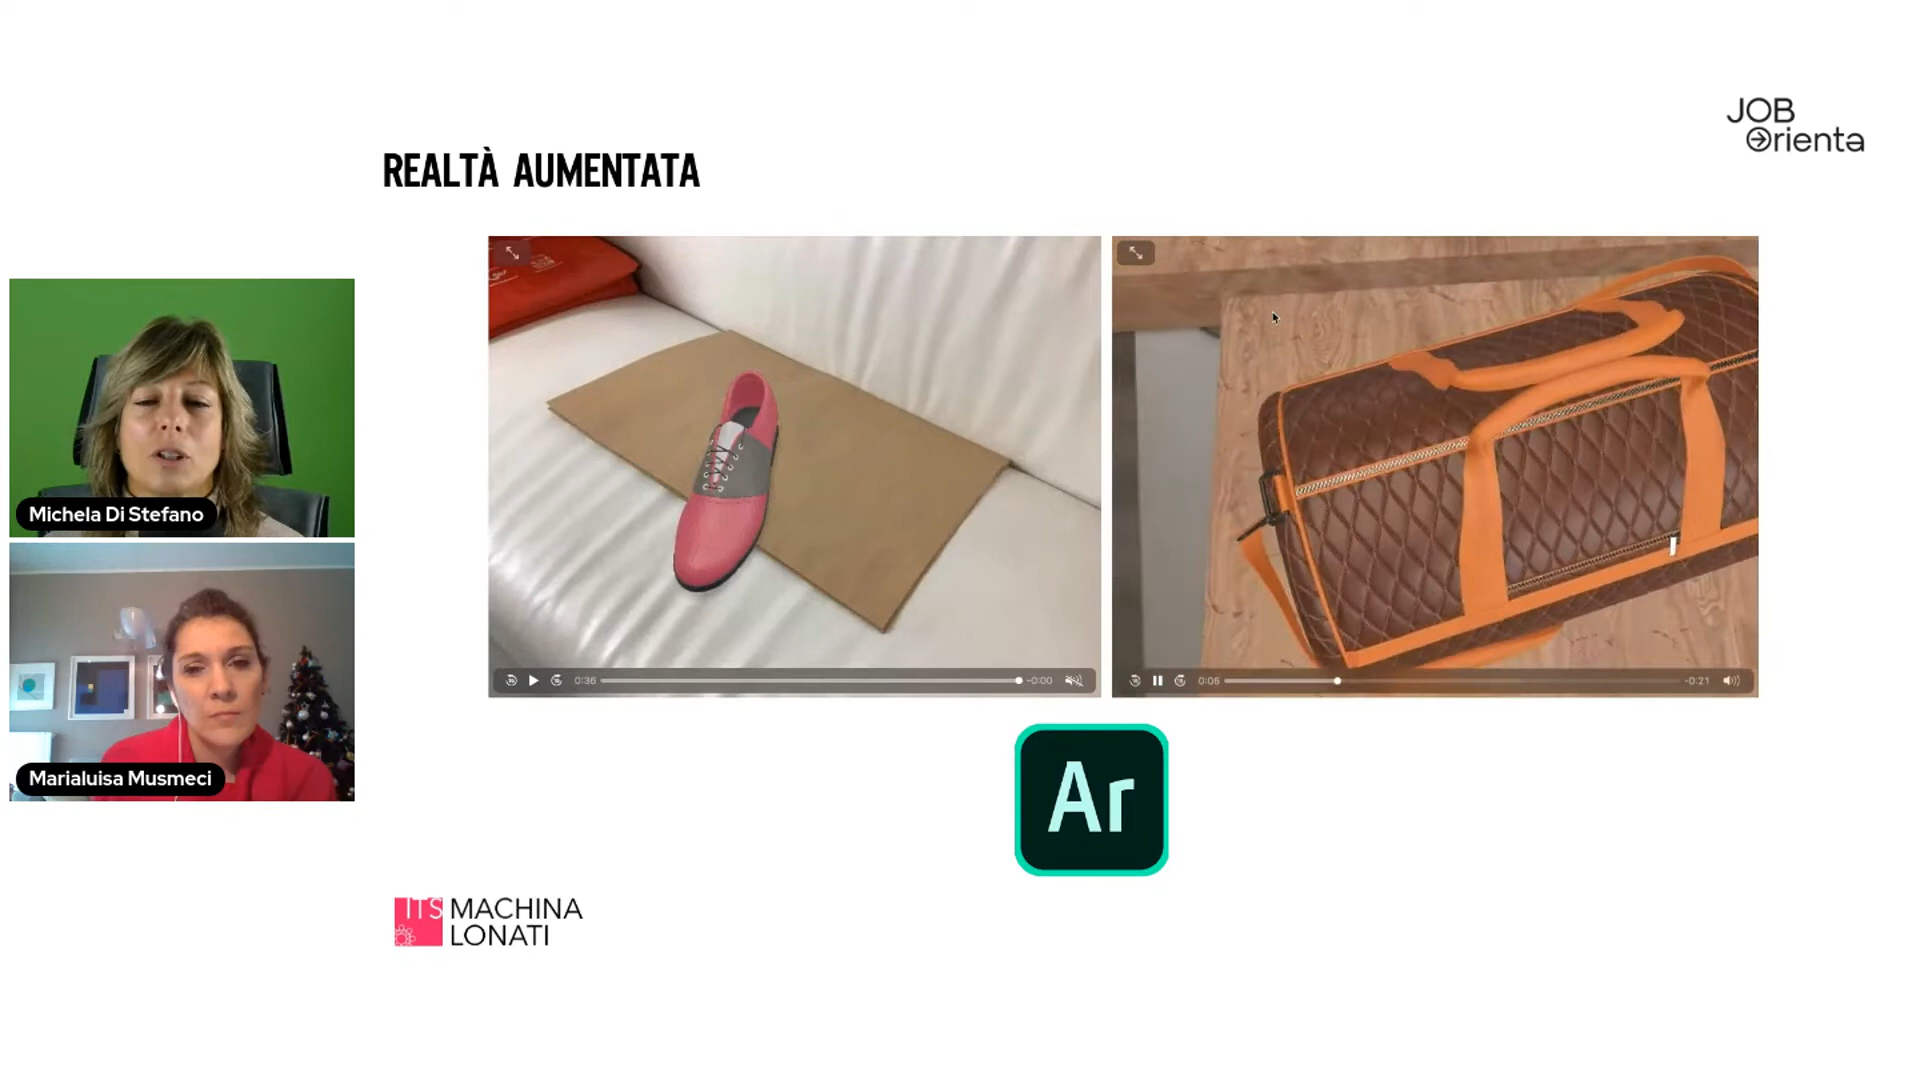 JOB
Orienta
REALTÀ AUMENTATA
Michela Di Stefano
Marialuisa Musmeci
0:36
-0:00
0:05
-0:21
Ar
ITS MACHINA
LONATI